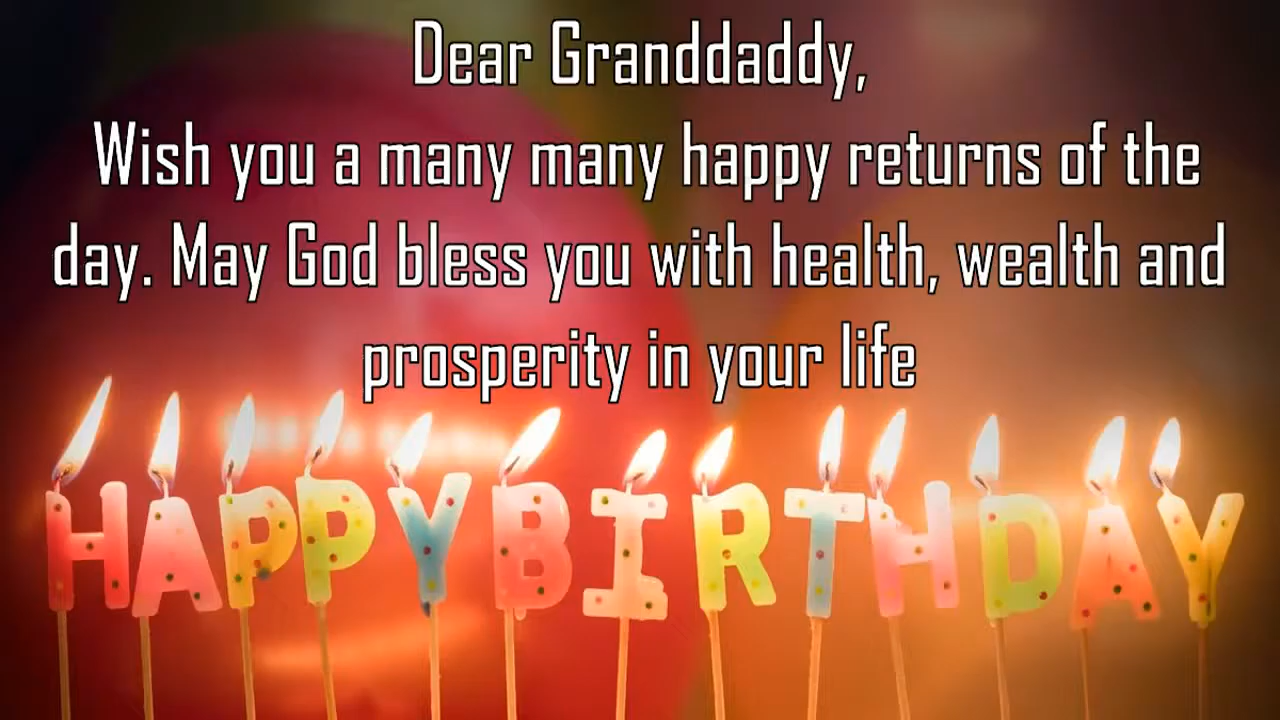 Dear Granddaddy,
Wish you a many many happy returns of the
day. May God bless you with health, wealth and
prosperity in your life
HAPPY BIRTHDAY